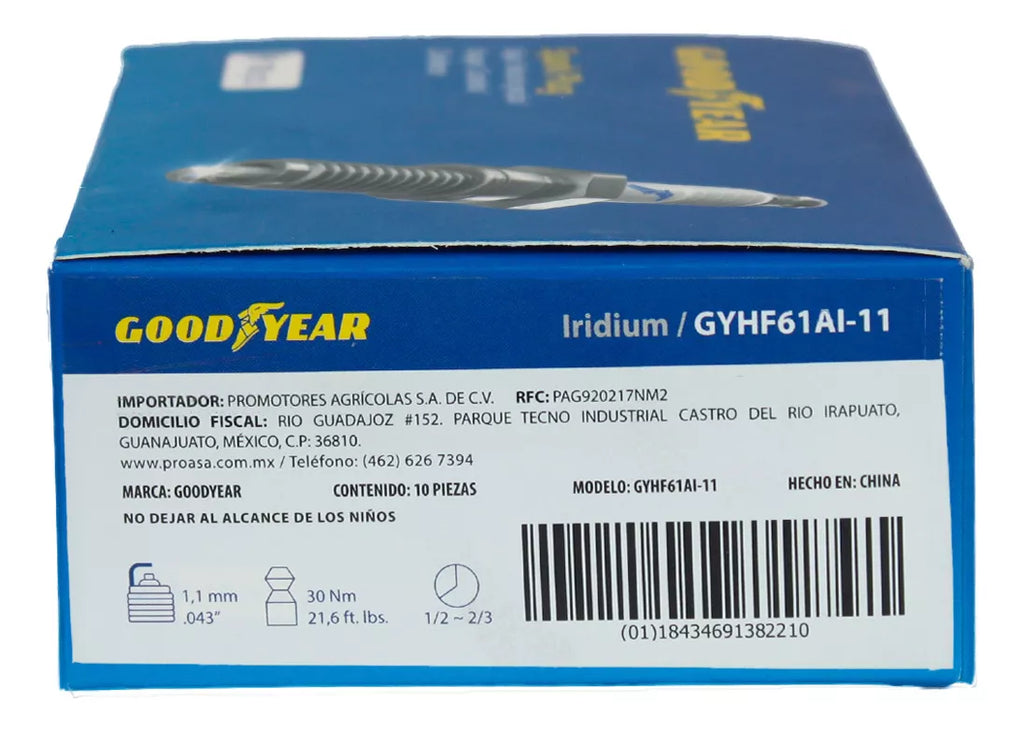 GOODYEAR
Spark Plug
GOODYEAR
Iridium / GYHF61AI-11
IMPORTADOR: PROMOTORES AGRÍCOLAS S.A. DE C.V. RFC: PAG920217NM2
DOMICILIO FISCAL: RIO GUADAJOZ #152. PARQUE TECNO INDUSTRIAL CASTRO DEL RIO IRAPUATO,
GUANAJUATO, MÉXICO, C.P: 36810.
www.proasa.com.mx / Teléfono: (462) 626 7394
MARCA: GOODYEAR CONTENIDO: 10 PIEZAS MODELO: GYHF61AI-11 HECHO EN: CHINA
NO DEJAR AL ALCANCE DE LOS NIÑOS
1,1 mm 30 Nm
.043” 21,6 ft. lbs. 1/2 ~ 2/3
(01)18434691382210